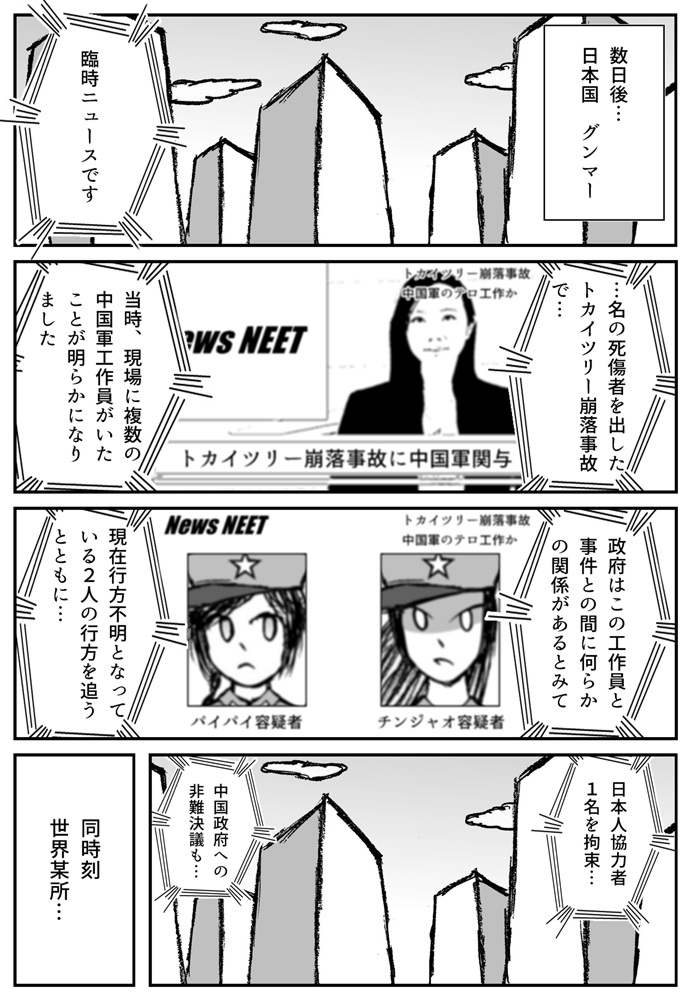 数日後…
日本国 グンマー
臨時ニュースです
…名の死傷者を出した
トカイツリー崩落事故
で…
トカイツリー崩落事故
中国軍のテロ工作か
ews NEET
トカイツリー崩落事故に中国軍関与
当時、現場に複数の
中国軍工作員がいた
ことが明らかになり
ました
政府はこの工作員と
事件との間に何らか
の関係があるとみて
トカイツリー崩落事故
中国軍のテロ工作か
News NEET
チンジャオ容疑者
パイパイ容疑者
現在行方不明となって
いる２人の行方を追う
とともに…
日本人協力者
１名を拘束…
中国政府への
非難決議も…
同時刻
世界某所…